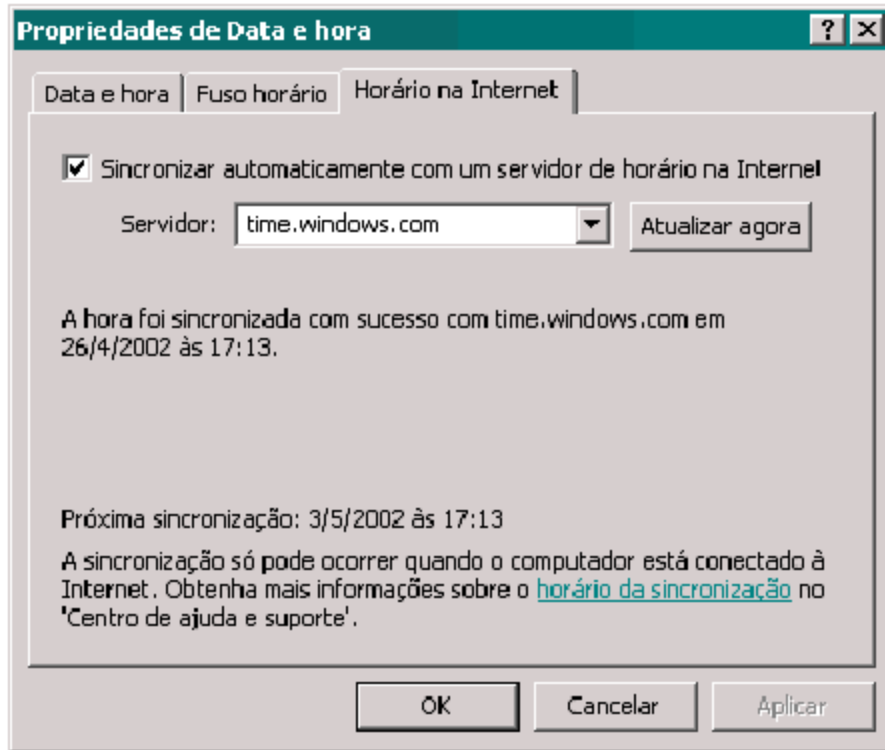 Propriedades de Data e hora
Data e hora
Fuso horário
Horário na Internet
Sincronizar automaticamente com um servidor de horário na Internet
Servidor:
time.windows.com
Atualizar agora
A hora foi sincronizada com sucesso com time.windows.com em
26/4/2002 às 17:13.
Próxima sincronização: 3/5/2002 às 17:13
A sincronização só pode ocorrer quando o computador está conectado à
Internet. Obtenha mais informações sobre o horário da sincronização no
'Centro de ajuda e suporte'.
OK
Cancelar
Aplicar